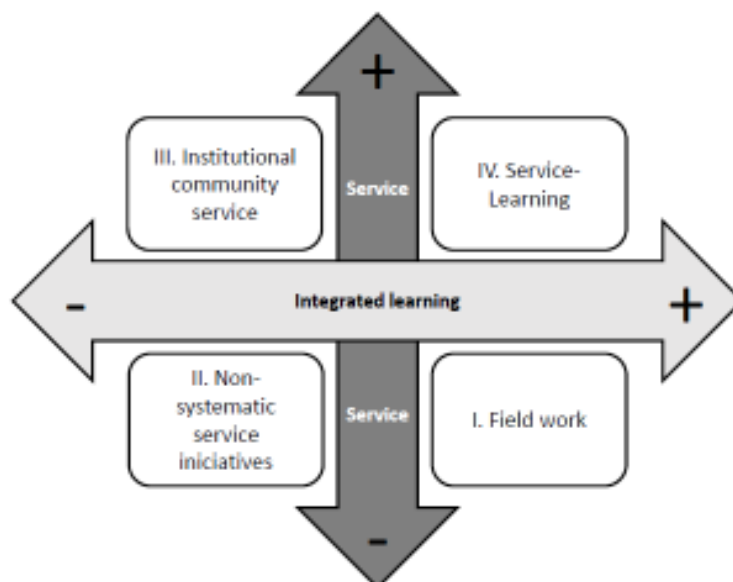 +
III. Institutional
community
service
Service
IV. Service-
Learning
-
Integrated learning
+
II. Non-
systematic
service
iniciatives
Service
I. Field work
-